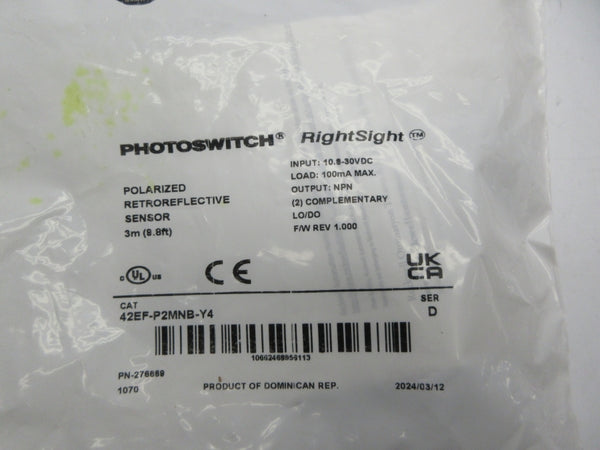 PHOTOSWITCH® RightSight™
POLARIZED
RETROREFLECTIVE
SENSOR
3m (9.8ft)
INPUT: 10.8-30VDC
LOAD: 100mA MAX.
OUTPUT: NPN
(2) COMPLEMENTARY
LO/DO
F/W REV 1.000
c UL us CE UK
CA
CAT
42EF-P2MNB-Y4
SER
D
PN-276669
1070
PRODUCT OF DOMINICAN REP.
2024/03/12